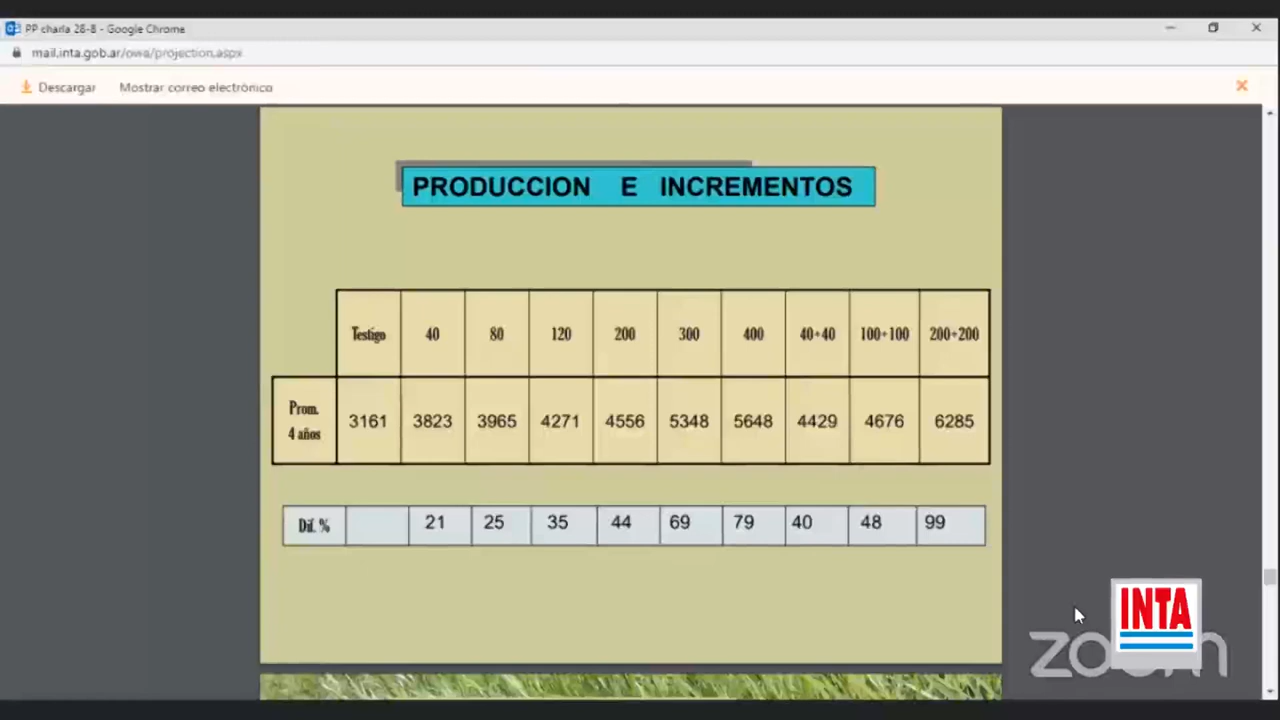 PP charla 26-8 - Google Chrome
mail.inta.gob.ar/owa/projection.aspx
Descargar Mostrar correo electrónico
PRODUCCION E INCREMENTOS
Testigo 40 80 120 200 300 400 40+40 100+100 200+200
Prom.
4 años 3161 3823 3965 4271 4556 5348 5648 4429 4676 6285
Dif. % 21 25 35 44 69 79 40 48 99
INTA
zoom